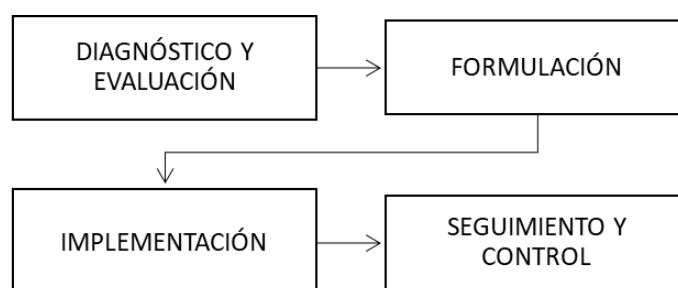 DIAGNÓSTICO Y
EVALUACIÓN
FORMULACIÓN
IMPLEMENTACIÓN
SEGUIMIENTO Y
CONTROL